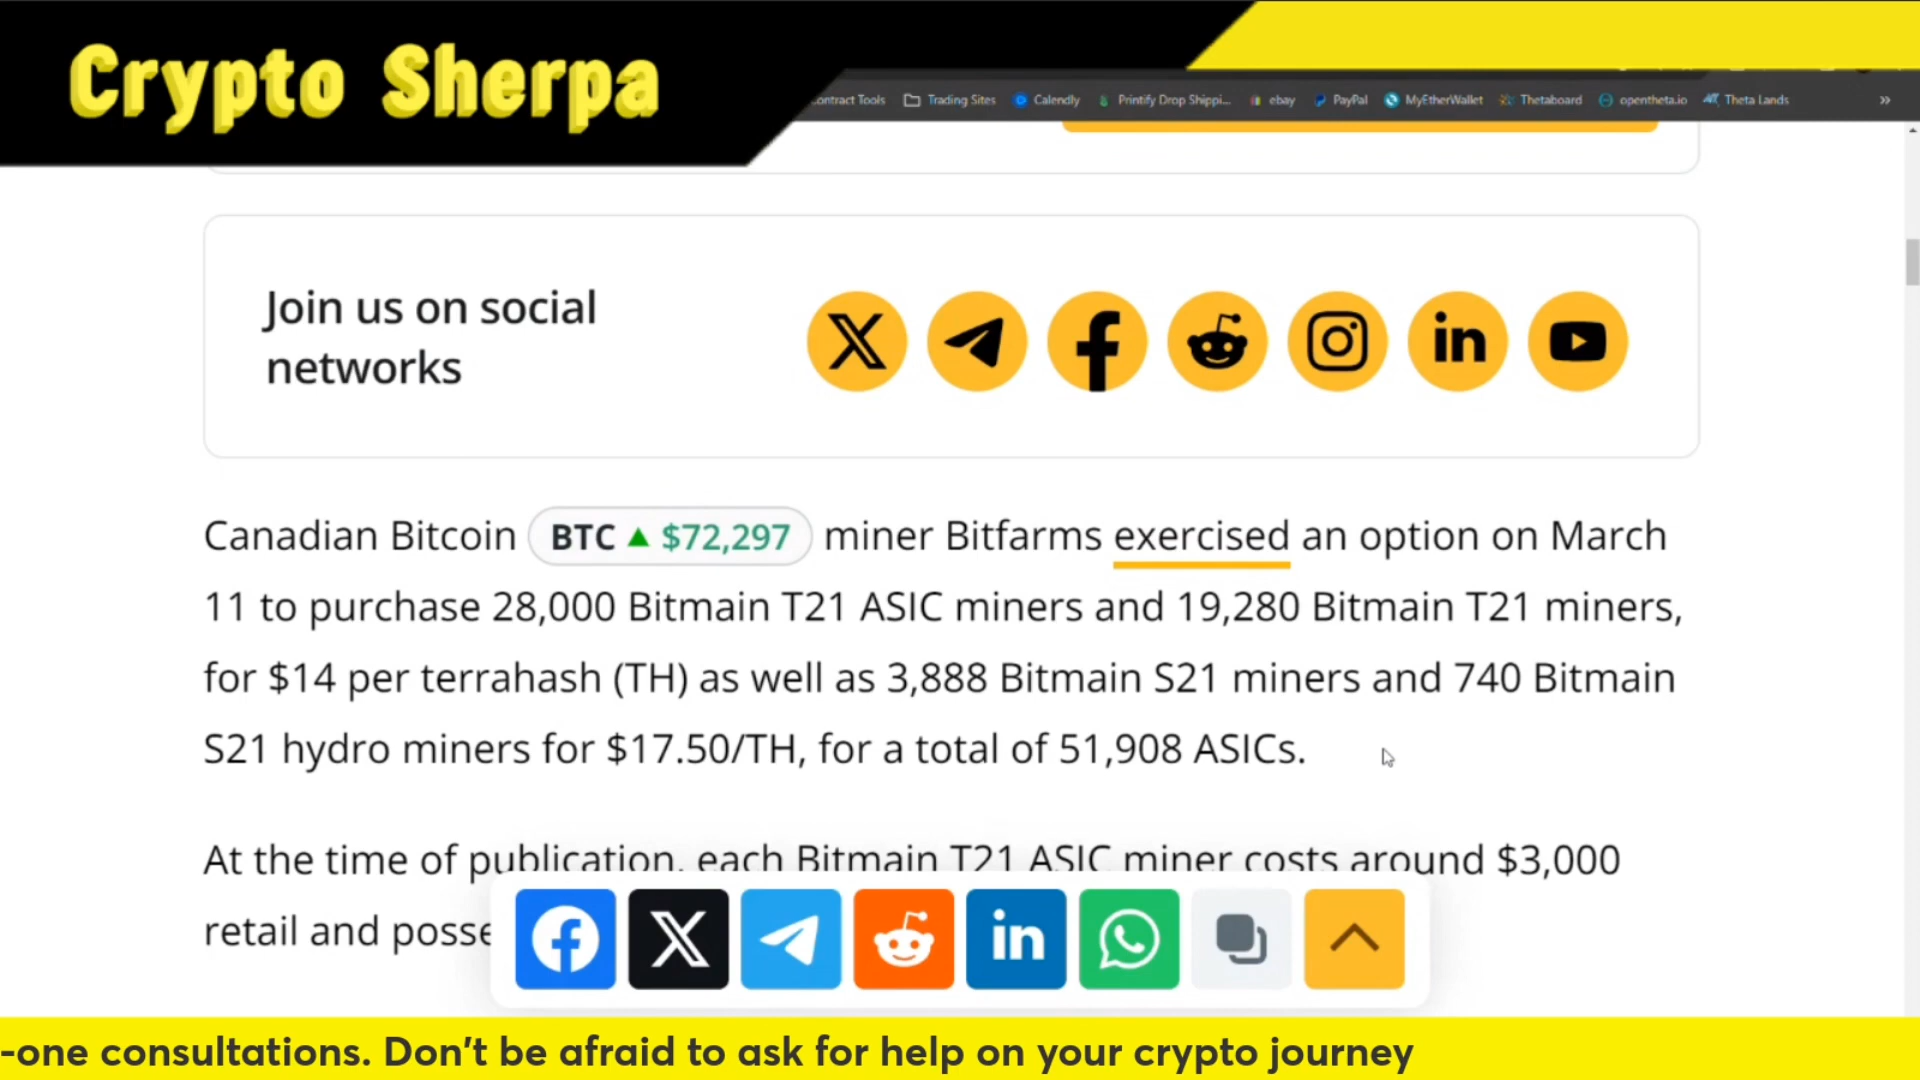 Crypto Sherpa
ontract Tools Trading Sites Calendly Printify Drop Shippi... ebay PayPal MyEtherWallet Thetaboard opentheta.io Theta Lands »
Join us on social
networks
Canadian Bitcoin BTC ▲ $72,297 miner Bitfarms exercised an option on March
11 to purchase 28,000 Bitmain T21 ASIC miners and 19,280 Bitmain T21 miners,
for $14 per terrahash (TH) as well as 3,888 Bitmain S21 miners and 740 Bitmain
S21 hydro miners for $17.50/TH, for a total of 51,908 ASICs.
At the time of publication, each Bitmain T21 ASIC miner costs around $3,000
retail and posse
-one consultations. Don't be afraid to ask for help on your crypto journey